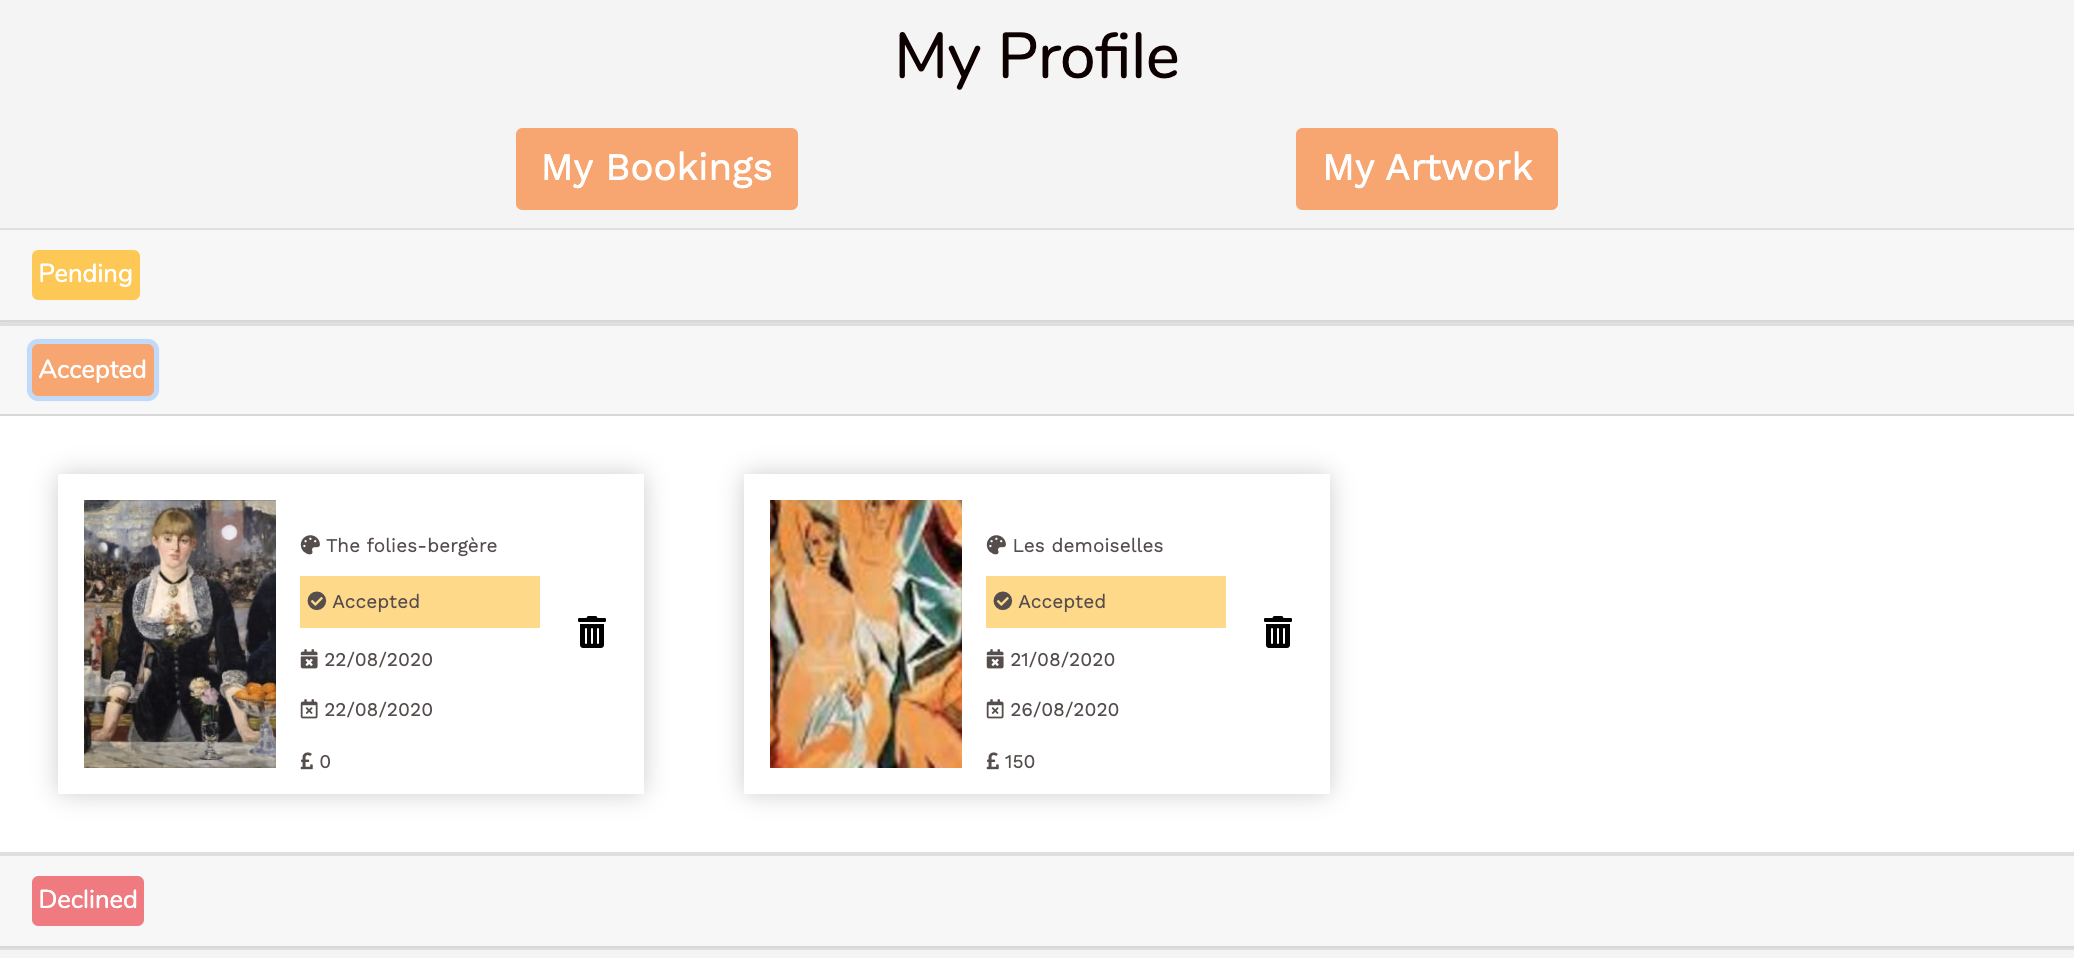 My Profile
My Bookings
My Artwork
Pending
Accepted
The folies-bergère
Accepted
22/08/2020
22/08/2020
£ 0
Les demoiselles
Accepted
21/08/2020
26/08/2020
£ 150
Declined